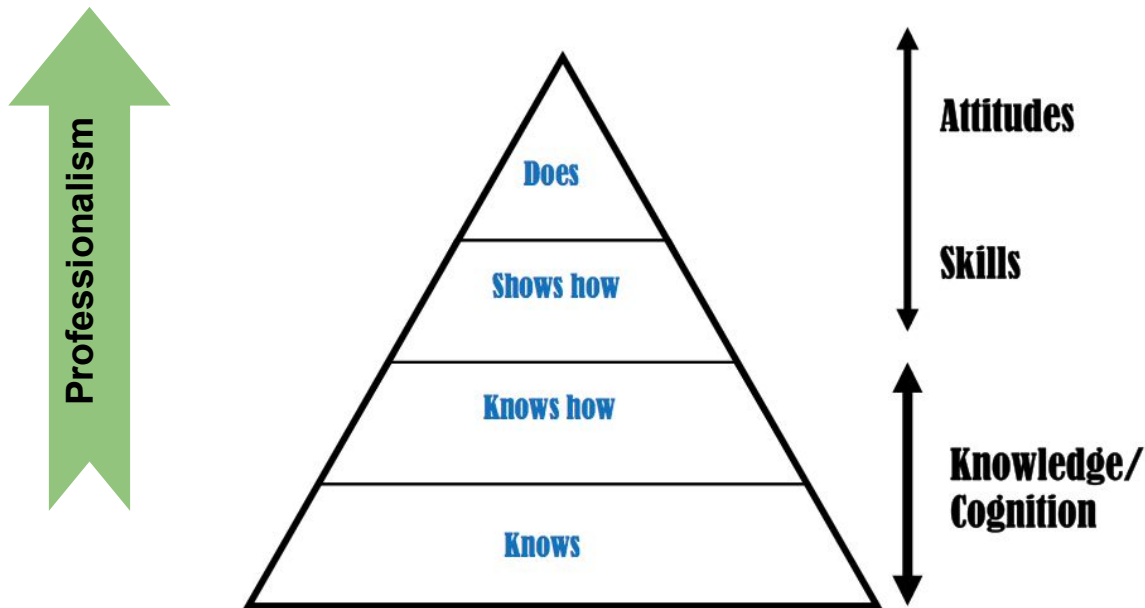 Professionalism
Does
Shows how
Knows how
Knows
Attitudes
Skills
Knowledge/
Cognition